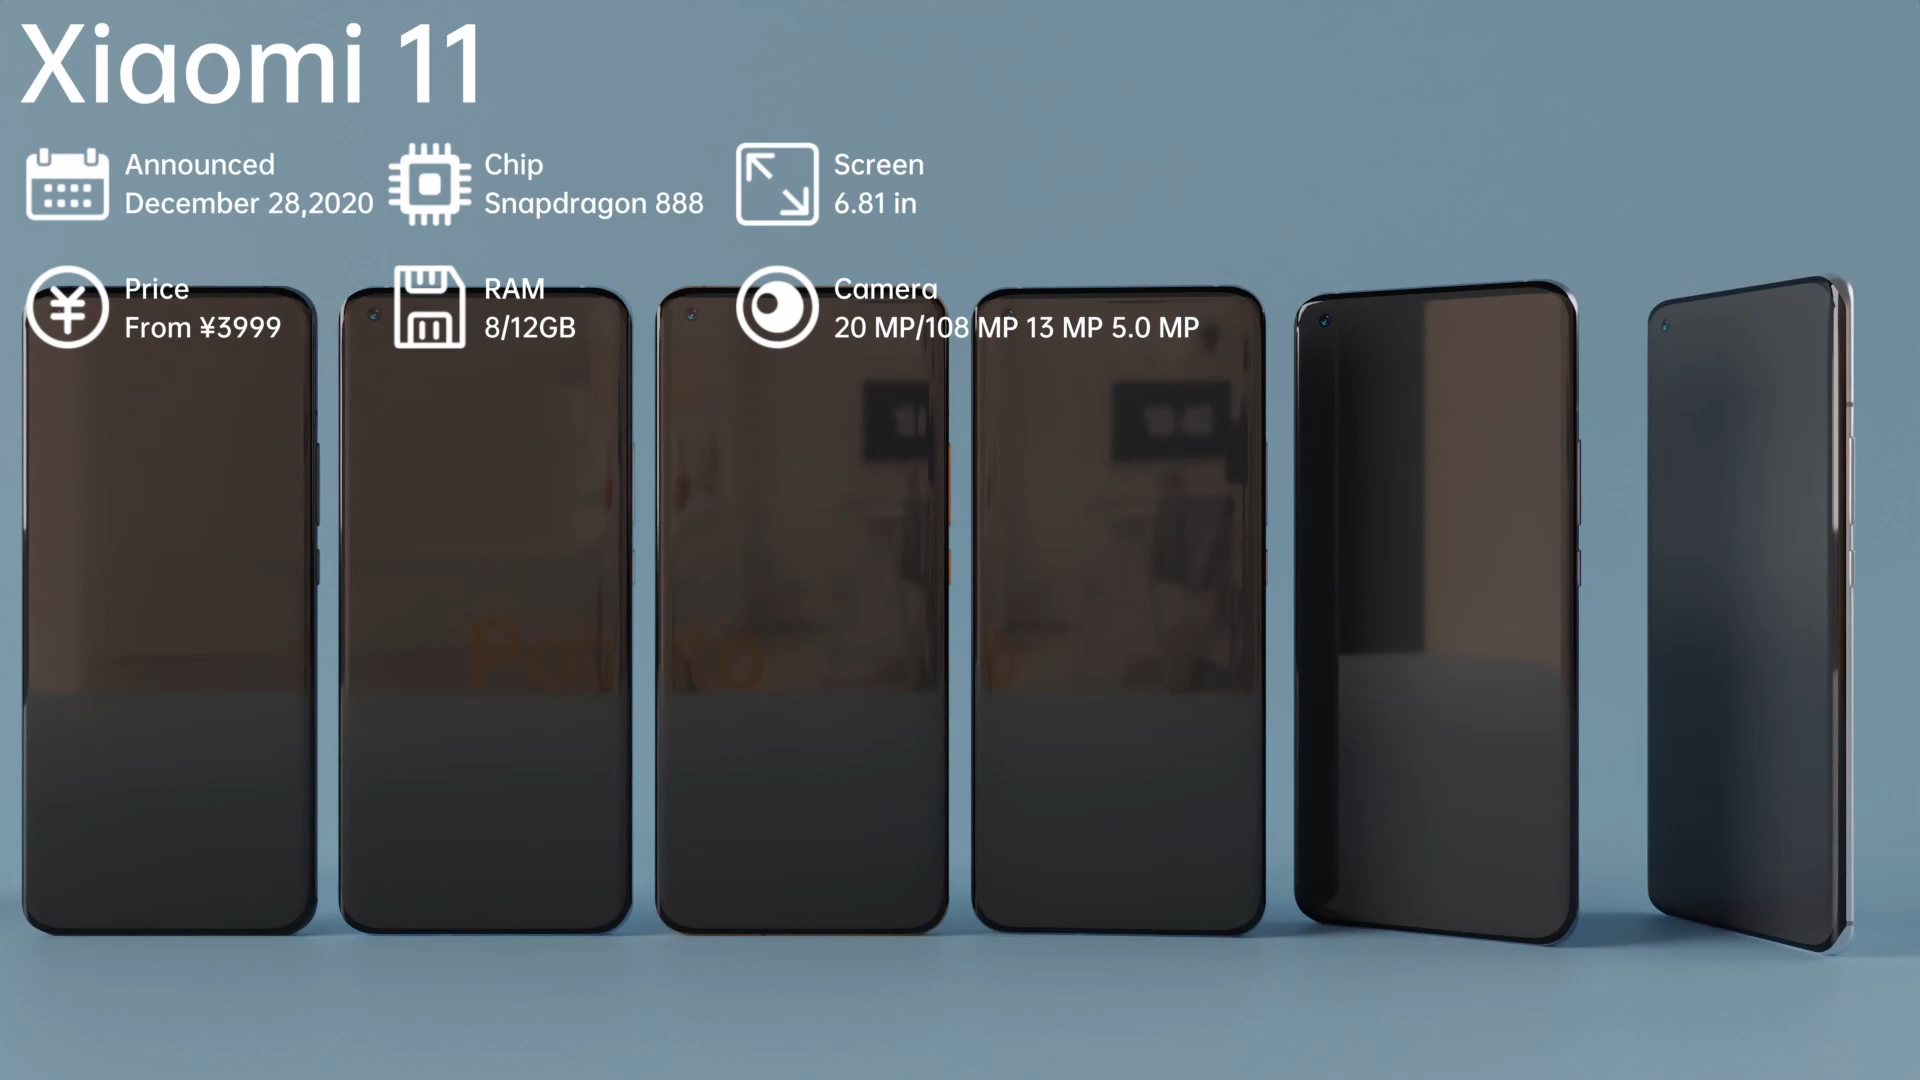 Xiaomi 11
Announced
December 28,2020
Chip
Snapdragon 888
Screen
6.81 in
Price
From ¥3999
RAM
8/12GB
Camera
20 MP/108 MP 13 MP 5.0 MP